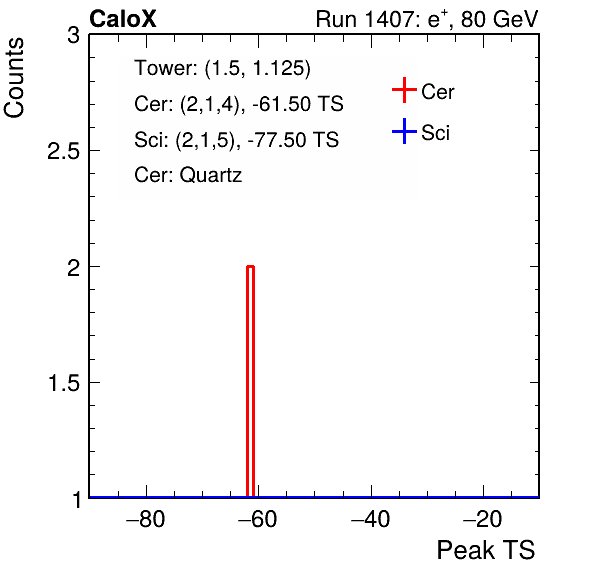 CaloX Run 1407: e⁺, 80 GeV
Counts
3
Tower: (1.5, 1.125)
Cer: (2,1,4), -61.50 TS
Sci: (2,1,5), -77.50 TS
Cer: Quartz
Cer
Sci
2.5
2
1.5
1
−80 −60 −40 −20
Peak TS